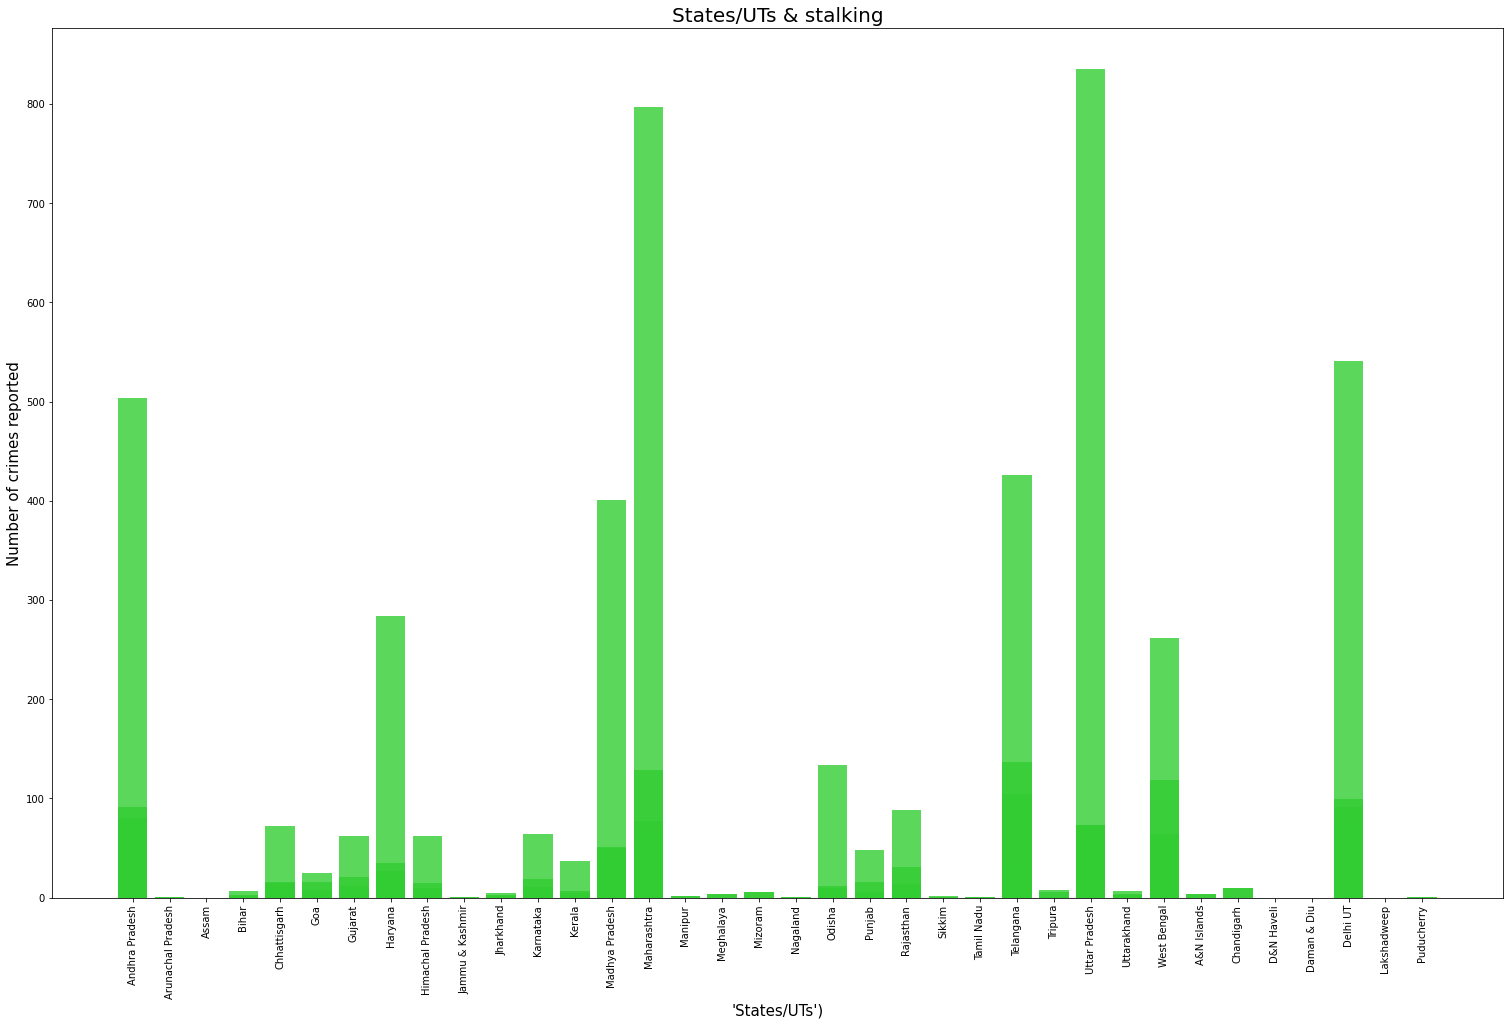 States/UTs & stalking
Number of crimes reported
800
700
600
500
400
300
200
100
0
Andhra Pradesh
Arunachal Pradesh
Assam
Bihar
Chhattisgarh
Goa
Gujarat
Haryana
Himachal Pradesh
Jammu & Kashmir
Jharkhand
Karnataka
Kerala
Madhya Pradesh
Maharashtra
Manipur
Meghalaya
Mizoram
Nagaland
Odisha
Punjab
Rajasthan
Sikkim
Tamil Nadu
Telangana
Tripura
Uttar Pradesh
Uttarakhand
West Bengal
A&N Islands
Chandigarh
D&N Haveli
Daman & Diu
Delhi UT
Lakshadweep
Puducherry
'States/UTs')